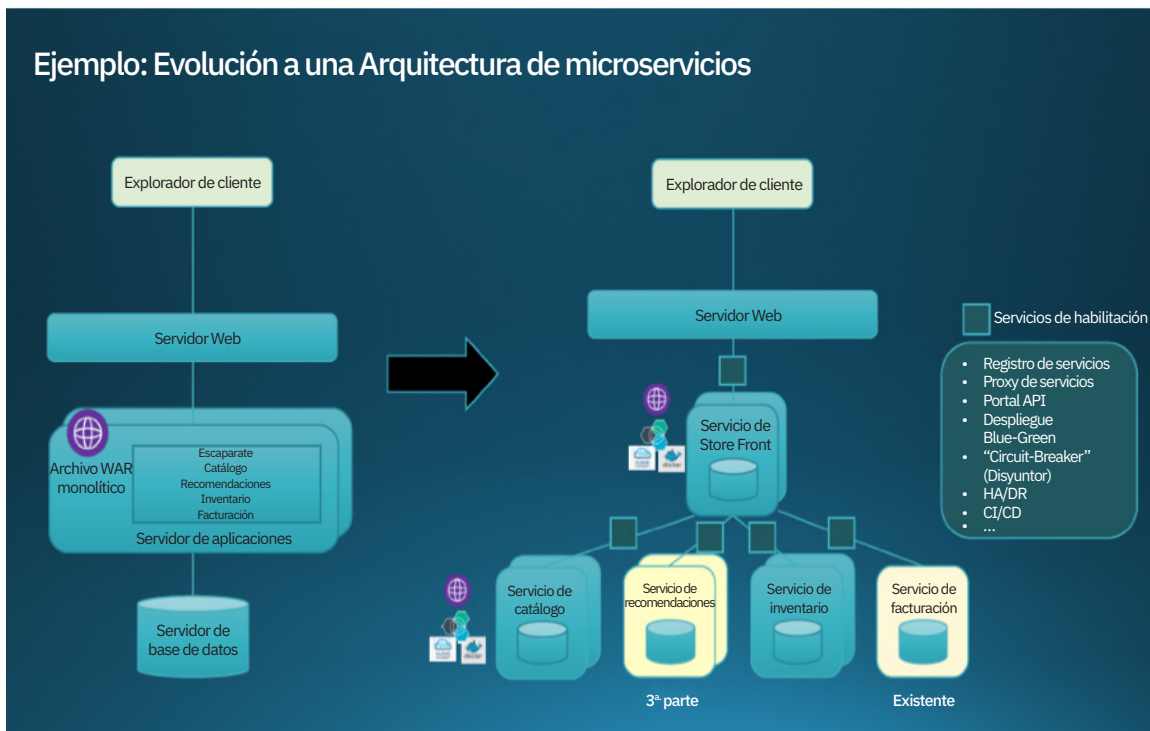 Ejemplo: Evolución a una Arquitectura de microservicios
Explorador de cliente
Servidor Web
Archivo WAR
monolítico
Escaparate
Catálogo
Recomendaciones
Inventario
Facturación
Servidor de aplicaciones
Servidor de
base de datos
Explorador de cliente
Servidor Web
Servicio de
Store Front
Servicio de
catálogo
Servicio de
recomendaciones
Servicio de
inventario
Servicio de
facturación
3ª. parte
Existente
Servicios de habilitación
• Registro de servicios
• Proxy de servicios
• Portal API
• Despliegue
Blue-Green
• “Circuit-Breaker”
(Disyuntor)
• HA/DR
• CI/CD
• ...